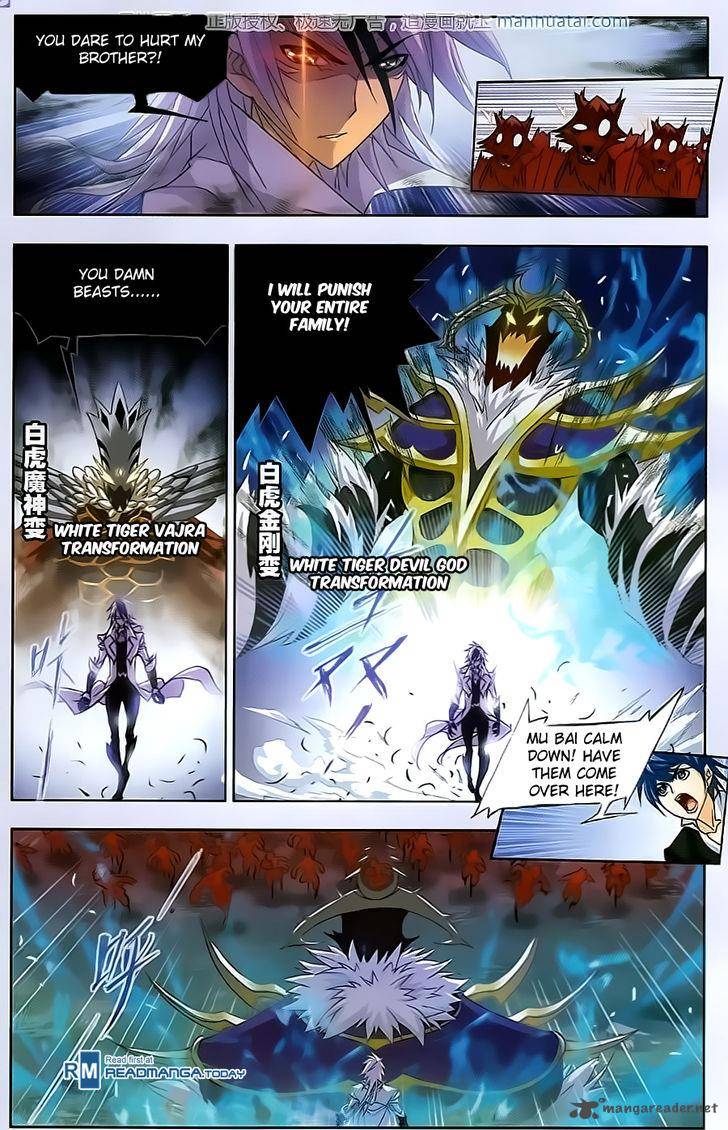 正版授权、极速无广告，追漫画就上 manhuatai.com
YOU DARE TO HURT MY
BROTHER?!
YOU DAMN
BEASTS......
白虎魔神变
WHITE TIGER VAJRA
TRANSFORMATION
I WILL PUNISH
YOUR ENTIRE
FAMILY!
白虎金刚变
WHITE TIGER DEVIL GOD
TRANSFORMATION
MU BAI CALM
DOWN! HAVE
THEM COME
OVER HERE!
呼
RM
Read first at
READMANGA.TODAY
mangareader.net